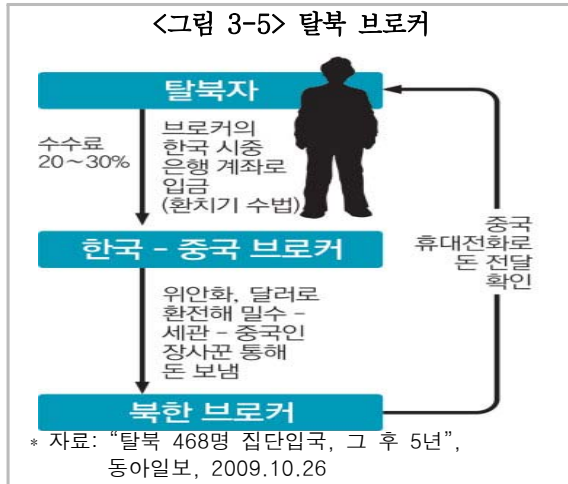 <그림 3-5> 탈북 브로커
탈북자
수수료
20~30%
브로커의
한국 시중
은행 계좌로
입금
(환치기 수법)
한국 - 중국 브로커
위안화, 달러로
환전해 밀수 -
세관 - 중국인
장사꾼 통해
돈 보냄
북한 브로커
중국
휴대전화로
돈 전달
확인
* 자료: “탈북 468명 집단입국, 그 후 5년”,
동아일보, 2009.10.26